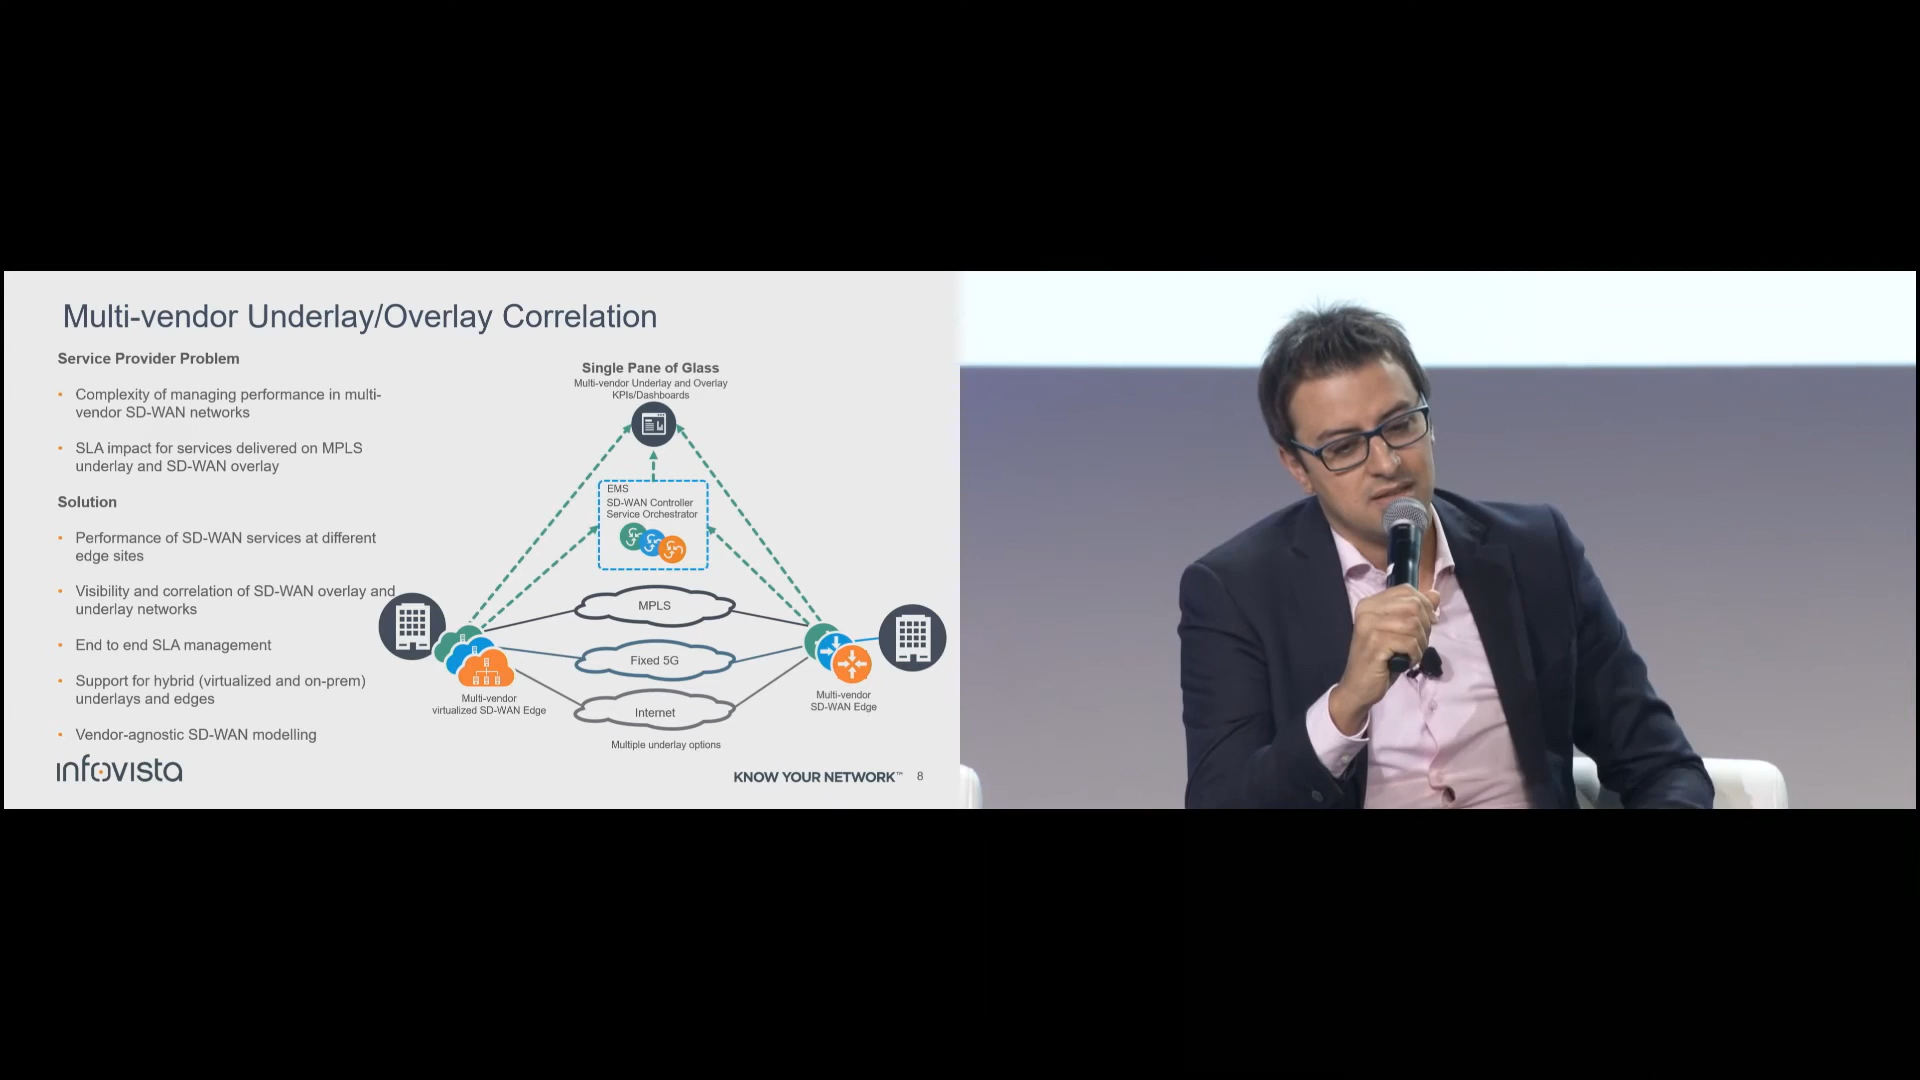 Multi-vendor Underlay/Overlay Correlation
Service Provider Problem
• Complexity of managing performance in multi-
vendor SD-WAN networks
• SLA impact for services delivered on MPLS
underlay and SD-WAN overlay
Solution
• Performance of SD-WAN services at different
edge sites
• Visibility and correlation of SD-WAN overlay and
underlay networks
• End to end SLA management
• Support for hybrid (virtualized and on-prem)
underlays and edges
• Vendor-agnostic SD-WAN modelling
Single Pane of Glass
Multi-vendor Underlay and Overlay
KPIs/Dashboards
EMS
SD-WAN Controller
Service Orchestrator
MPLS
Fixed 5G
Internet
Multi-vendor
virtualized SD-WAN Edge
Multi-vendor
SD-WAN Edge
Multiple underlay options
infovista
KNOW YOUR NETWORK™ 8